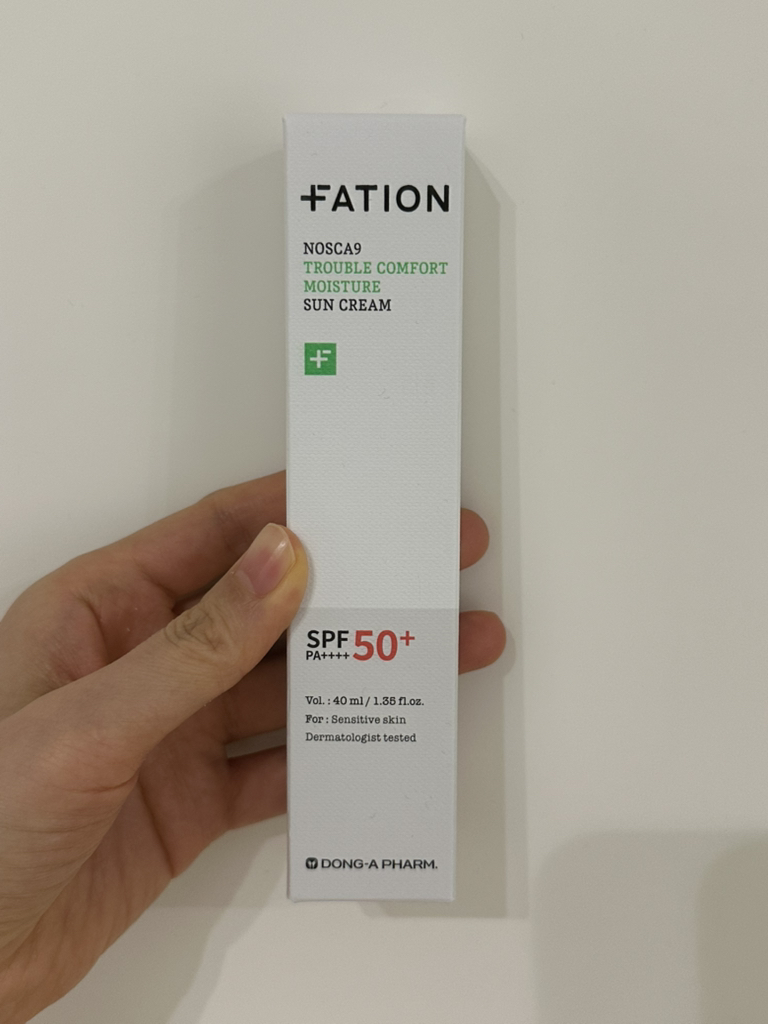 FATION
NOSCA9
TROUBLE COMFORT
MOISTURE
SUN CREAM
SPF 50+
PA++++
Vol. : 40 ml / 1.35 fl.oz.
For : Sensitive skin
Dermatologist tested
DONG-A PHARM.